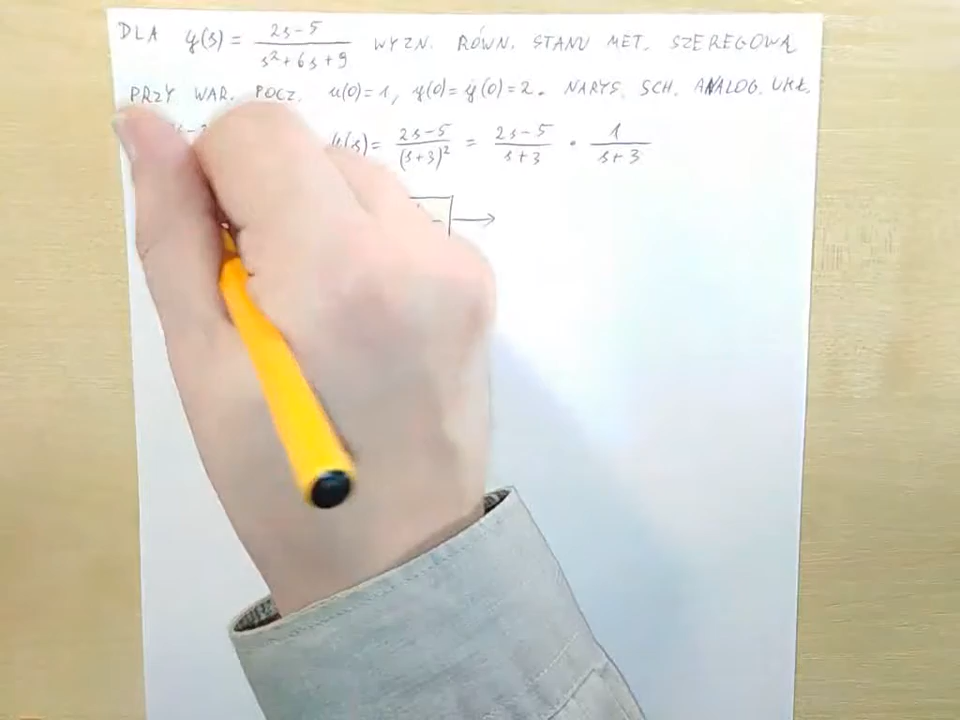 DLA y(s) = (2s-5)/(s²+6s+9) WYZN. RÓWN. STANU MET. SZEREGOWĄ
PRZY WAR. POCZ. u(0)=1, y(0)=ẏ(0)=2. NARYS. SCH. ANALOG. UKŁ.
(s)= (2s-5)/(s+3)² = (2s-5)/(s+3) · 1/(s+3)